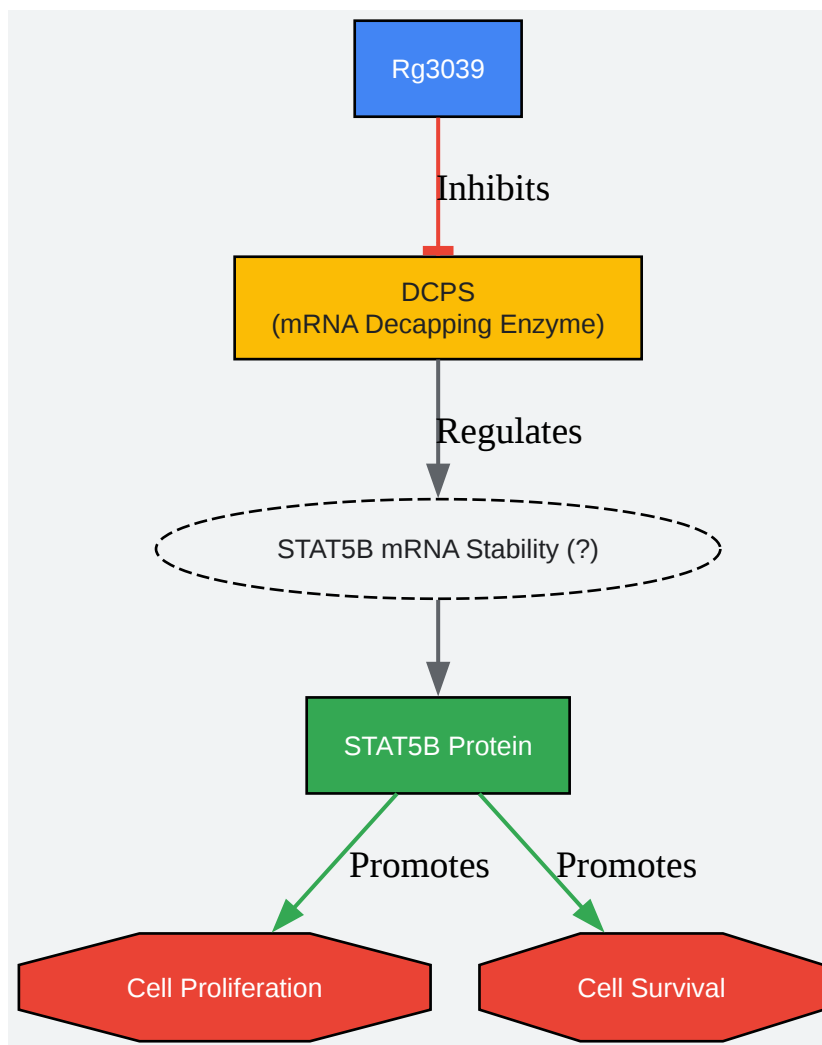 Rg3039
Inhibits
DCPS
(mRNA Decapping Enzyme)
Regulates
STAT5B mRNA Stability (?)
STAT5B Protein
Promotes
Promotes
Cell Proliferation
Cell Survival